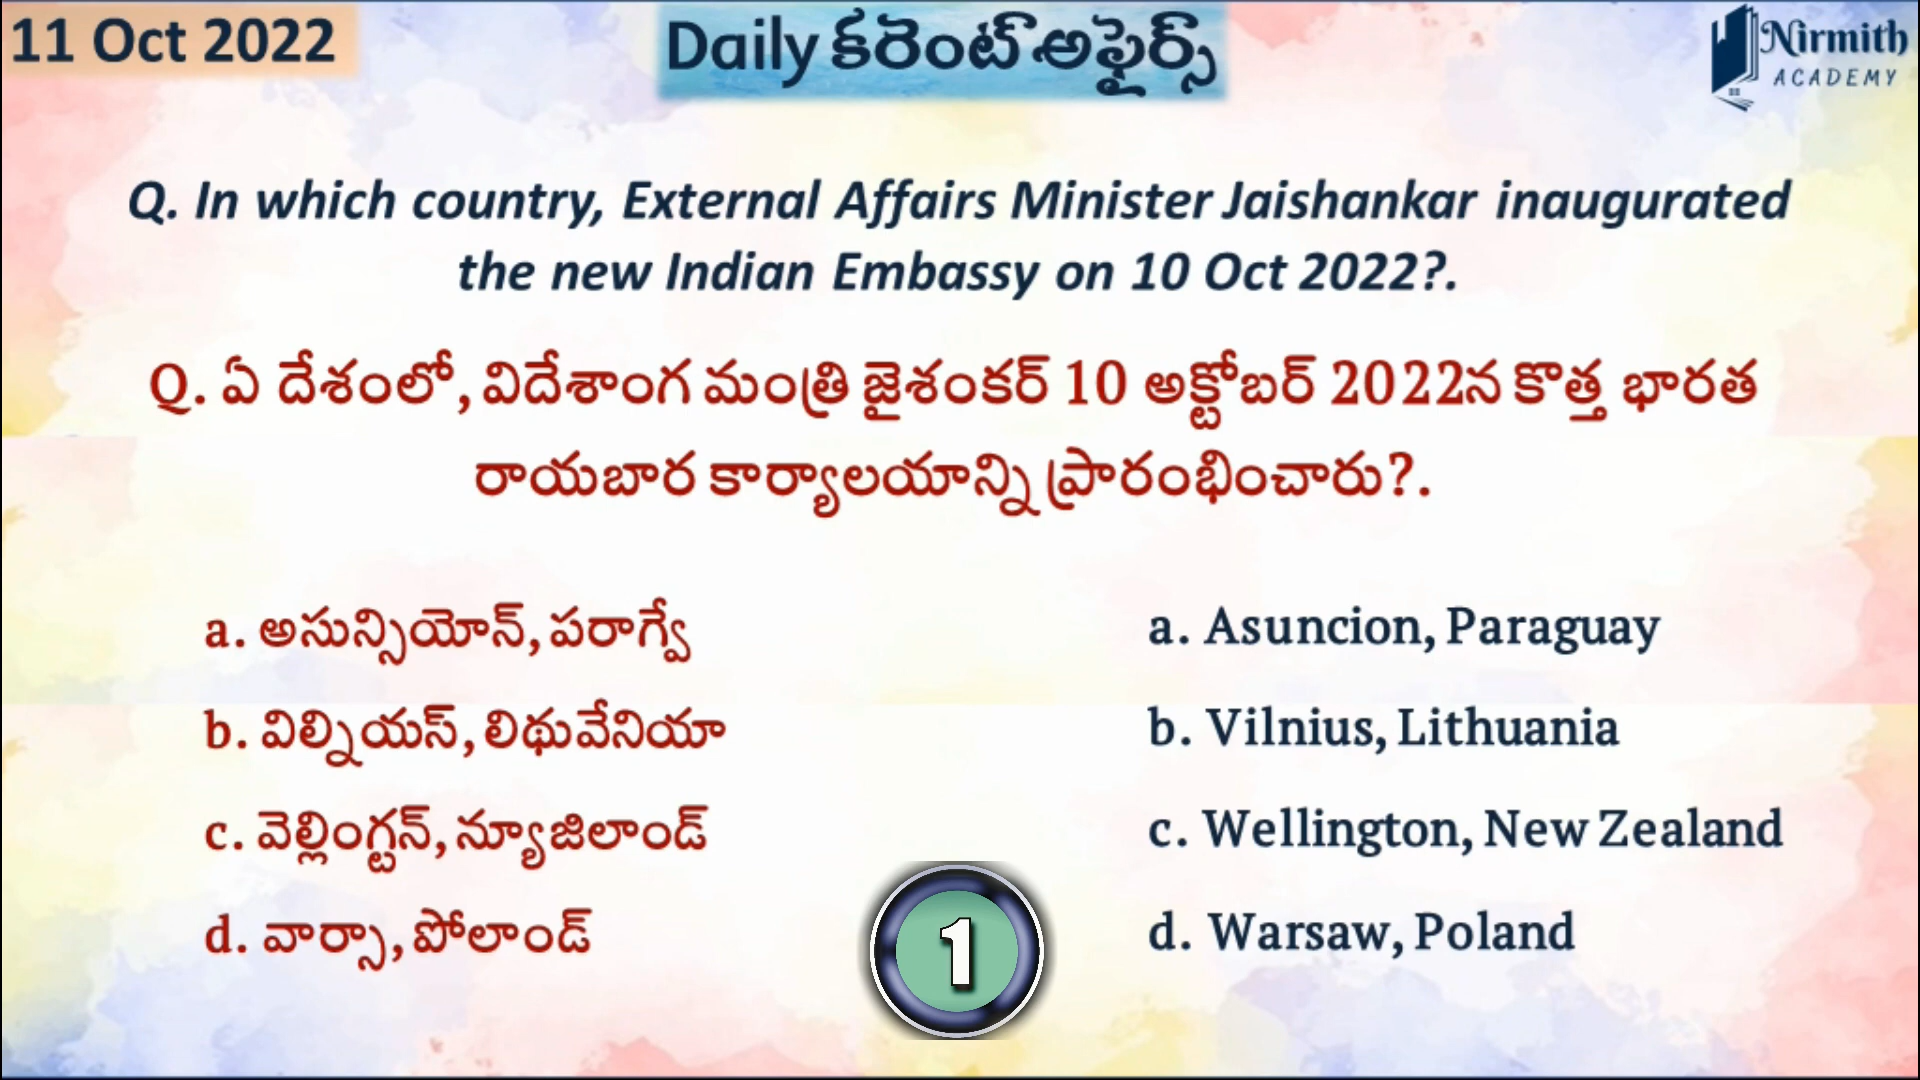 11 Oct 2022
Daily కరెంట్ అఫైర్స్
Nirmith
ACADEMY
Q. In which country, External Affairs Minister Jaishankar inaugurated
the new Indian Embassy on 10 Oct 2022?.
Q. ఏ దేశంలో, విదేశాంగ మంత్రి జైశంకర్ 10 అక్టోబర్ 2022న కొత్త భారత
రాయబార కార్యాలయాన్ని ప్రారంభించారు?.
a. అసున్సియోన్, పరాగ్వే
b. విల్నియస్, లిథువేనియా
c. వెల్లింగ్టన్, న్యూజిలాండ్
d. వార్సా, పోలాండ్
a. Asuncion, Paraguay
b. Vilnius, Lithuania
c. Wellington, New Zealand
d. Warsaw, Poland
1